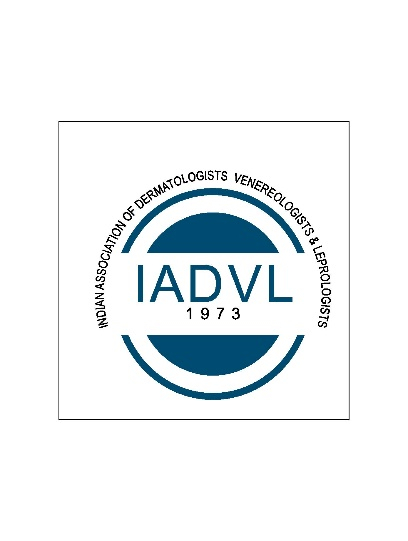 INDIAN ASSOCIATION OF DERMATOLOGISTS VENEREOLOGISTS & LEPROLOGISTS
IADVL
1973